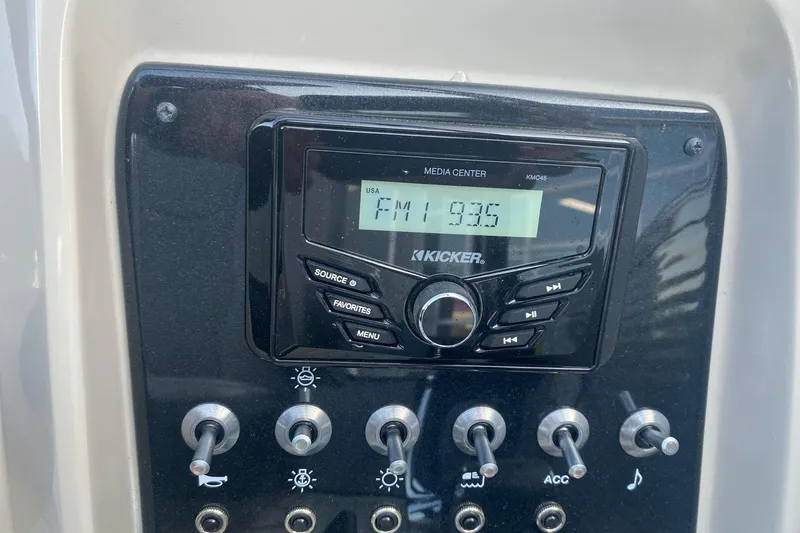 MEDIA CENTER
KMC45
USA
FM1 93.5
KICKER®
SOURCE
FAVORITES
MENU
ACC